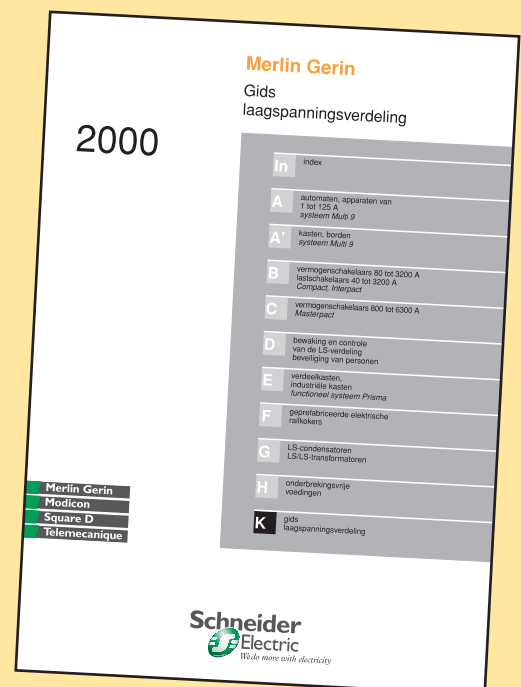 Merlin Gerin
Gids
laagspanningsverdeling
2000
In
index
A
automaten, apparaten van
1 tot 125 A
systeem Multi 9
A'
kasten, borden
systeem Multi 9
B
vermogenschakelaars 80 tot 3200 A
lastschakelaars 40 tot 3200 A
Compact, Interpact
C
vermogenschakelaars 800 tot 6300 A
Masterpact
D
bewaking en controle
van de LS-verdeling
beveiliging van personen
E
verdeelkasten,
industriële kasten
functioneel systeem Prisma
F
geprefabriceerde elektrische
railkokers
G
LS-condensatoren
LS/LS-transformatoren
H
onderbrekingsvrije
voedingen
K
gids
laagspanningsverdeling
Merlin Gerin
Modicon
Square D
Telemecanique
Schneider
Electric
We do more with electricity